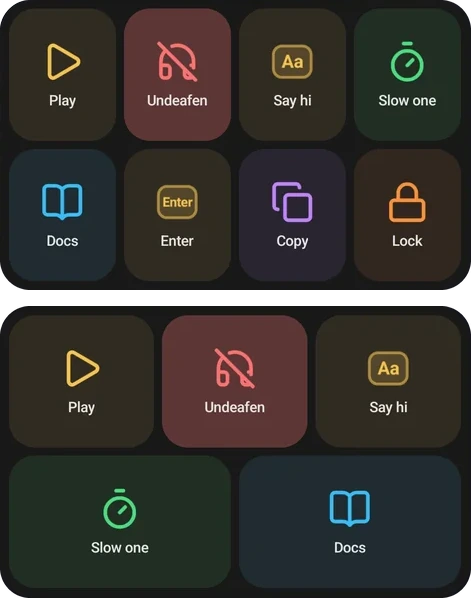 Play
Undeafen
Aa
Say hi
Slow one
Docs
Enter
Enter
Copy
Lock
Play
Undeafen
Aa
Say hi
Slow one
Docs